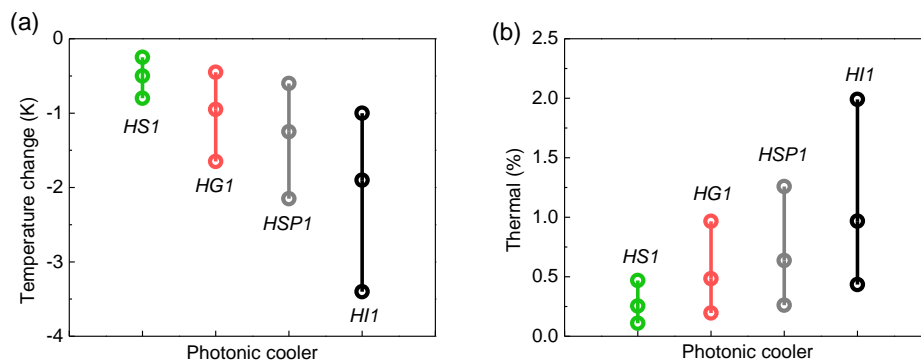 (a)
0
-1
-2
-3
-4
Temperature change (K)
HS1
HG1
HSP1
HI1
Photonic cooler
(b)
2.5
2.0
1.5
1.0
0.5
0.0
Thermal (%)
HS1
HG1
HSP1
HI1
Photonic cooler